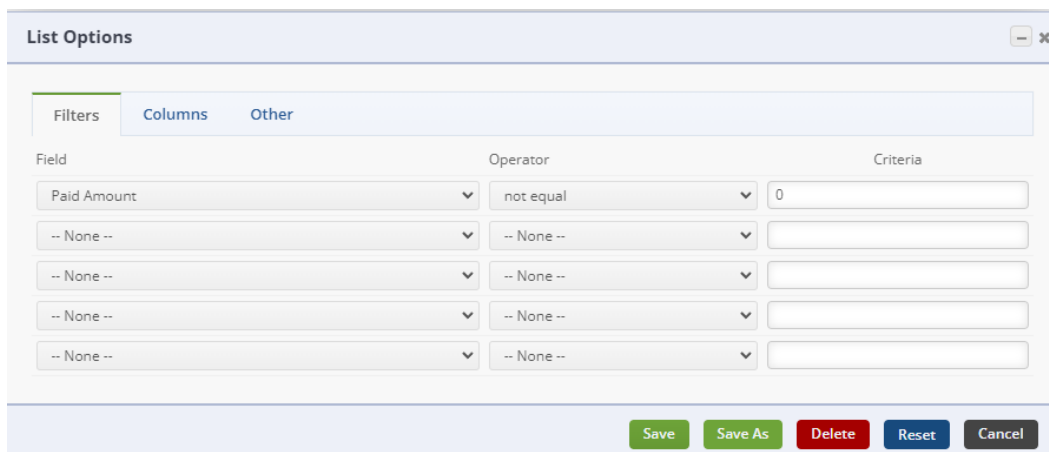 List Options
Filters Columns Other
Field Operator Criteria
Paid Amount not equal 0
-- None -- -- None --
-- None -- -- None --
-- None -- -- None --
-- None -- -- None --
Save Save As Delete Reset Cancel